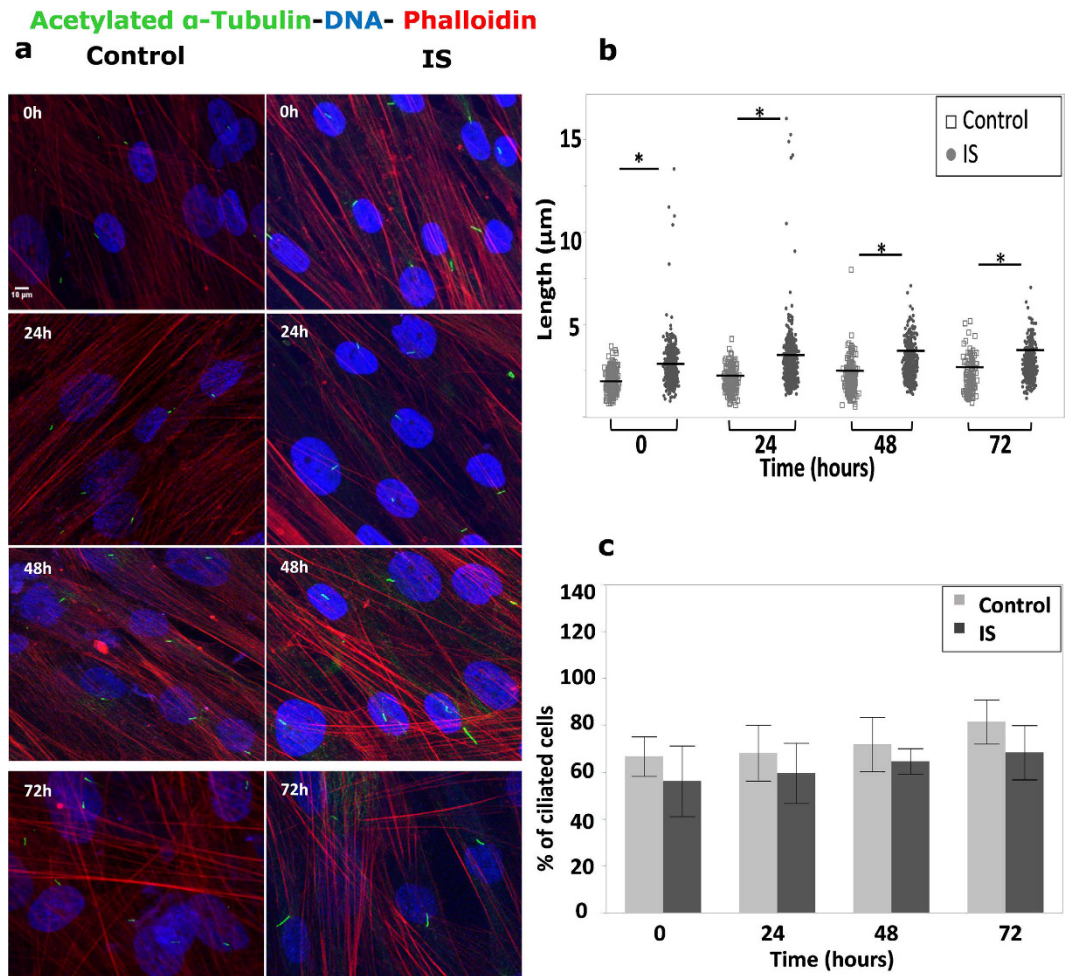 Acetylated α-Tubulin-DNA- Phalloidin
a
Control
IS
0h
0h
10 μm
24h
24h
48h
48h
72h
72h
b
Control
IS
15
10
5
Length (μm)
*
*
*
*
0
24
48
72
Time (hours)
c
Control
IS
140
120
100
80
60
40
20
0
% of ciliated cells
0
24
48
72
Time (hours)